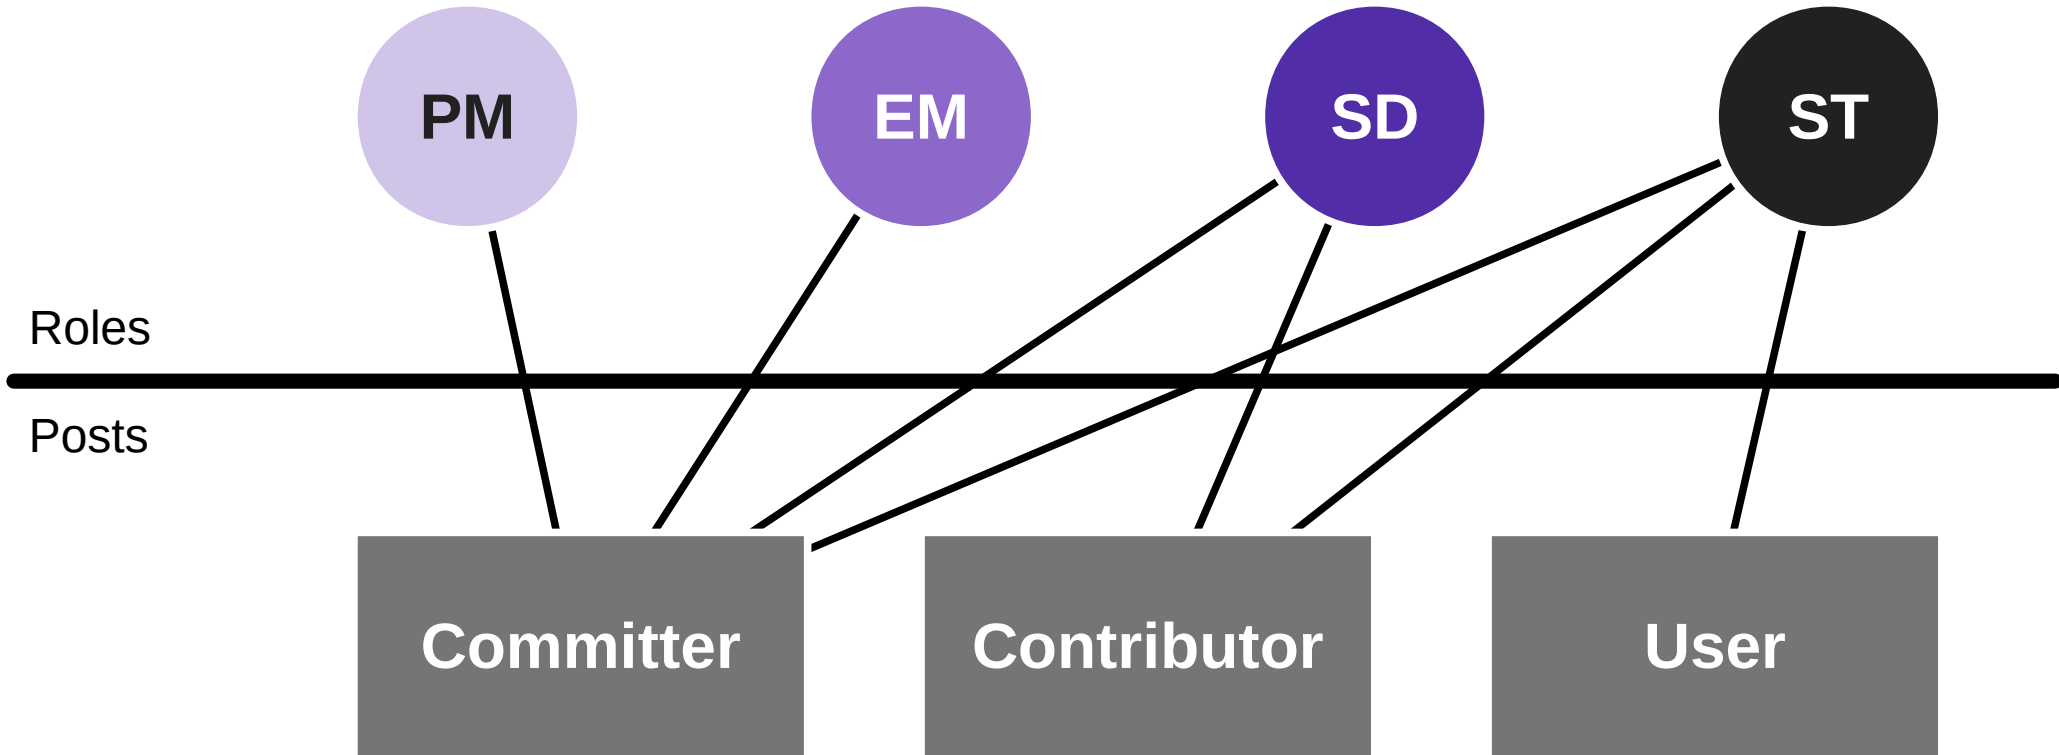 PM
EM
SD
ST
Roles
Posts
Committer
Contributor
User